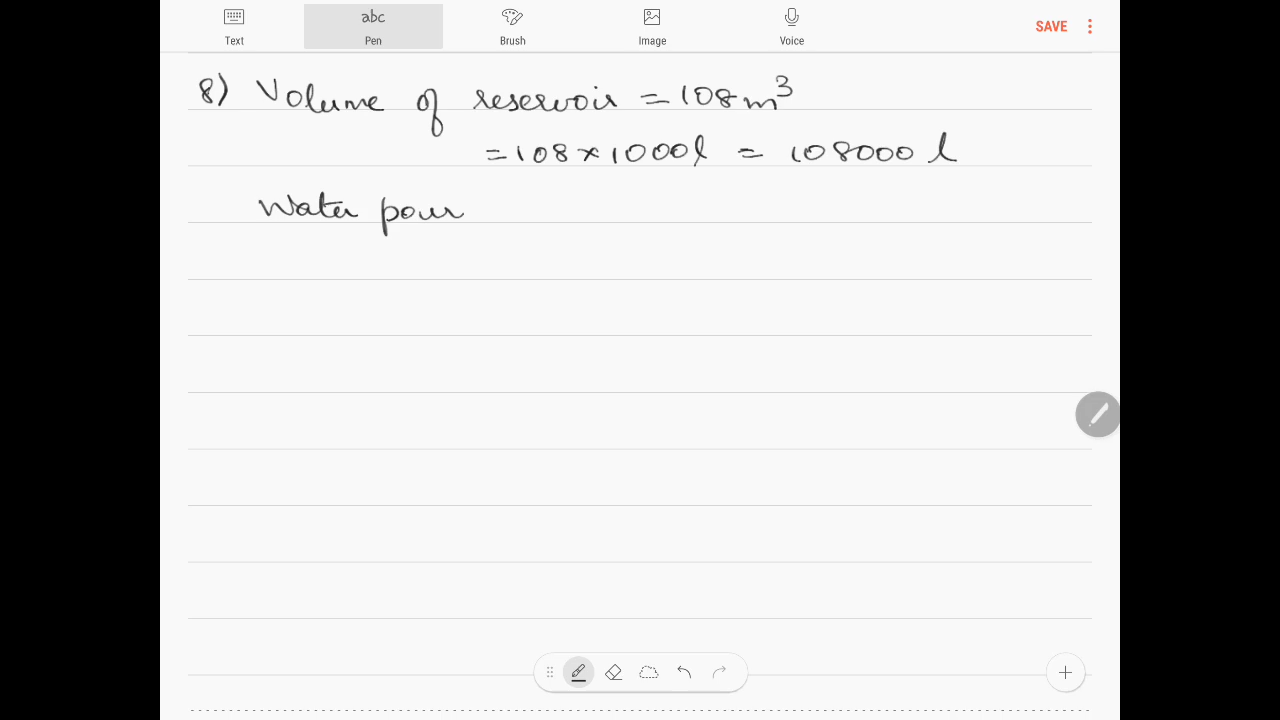 Text
abc
Pen
Brush
Image
Voice
SAVE
8) Volume of reservoir = 108 m³
= 108 × 1000 l = 108000 l
Water pour